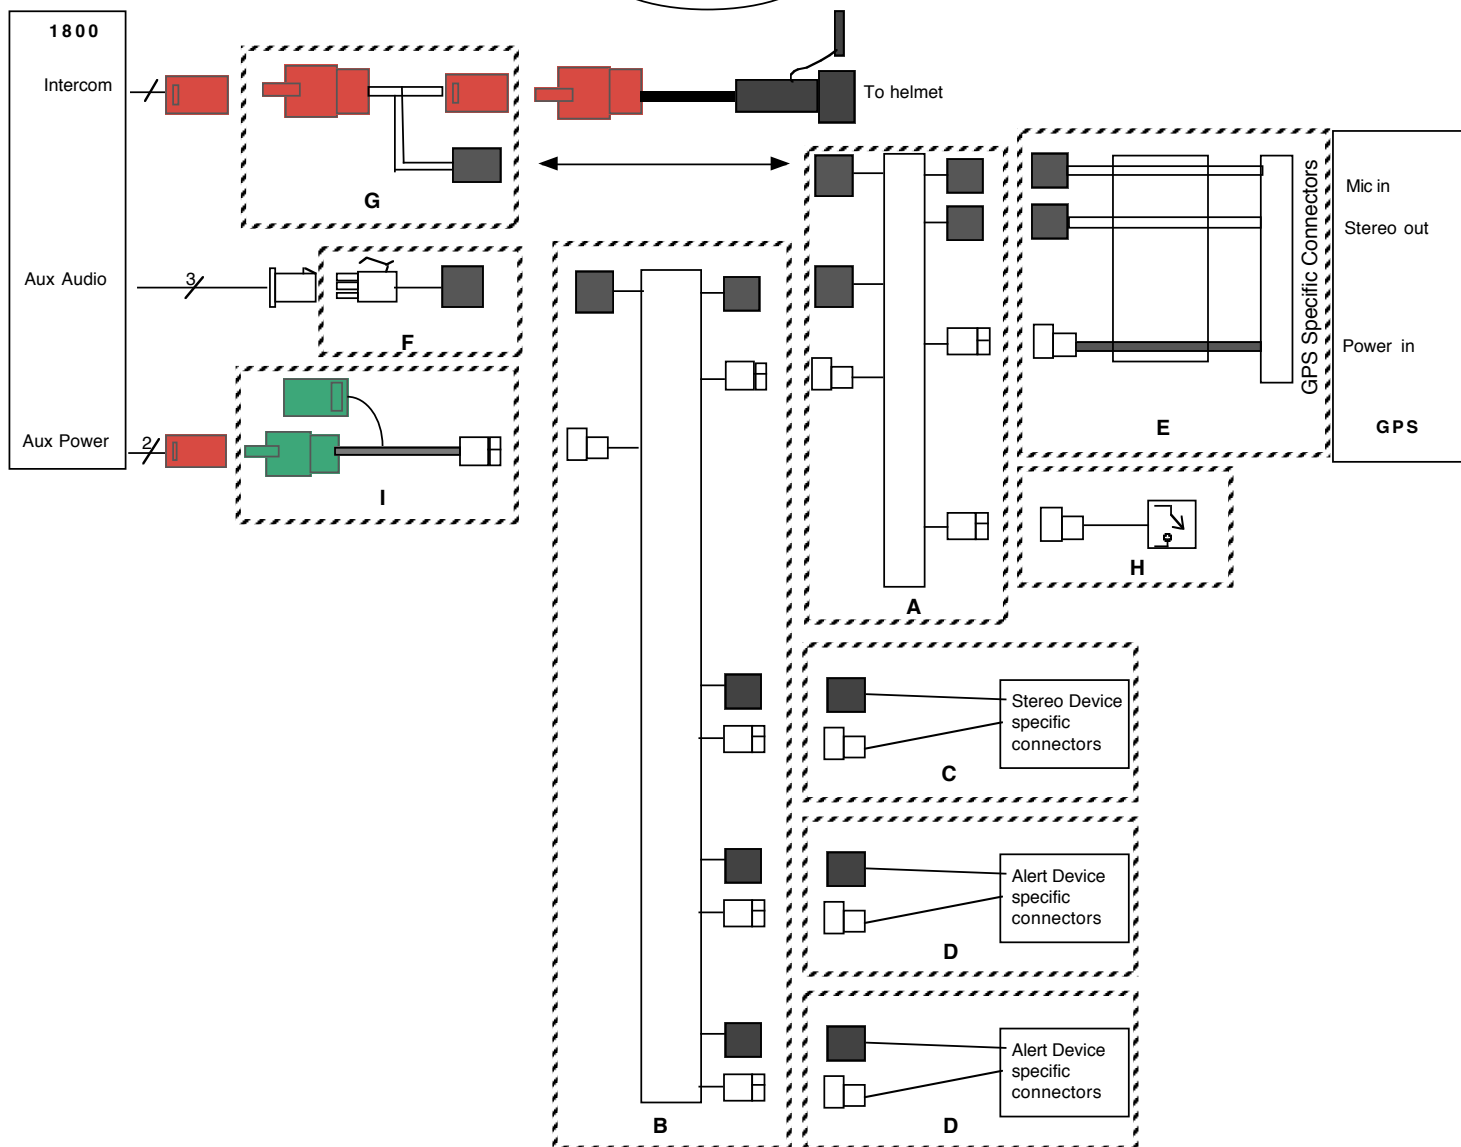 1800
Intercom
To helmet
G
Mic in
Stereo out
GPS Specific Connectors
Aux Audio
3
F
Power in
Aux Power
2
E
GPS
I
H
A
Stereo Device
specific
connectors
C
Alert Device
specific
connectors
D
Alert Device
specific
connectors
B
D